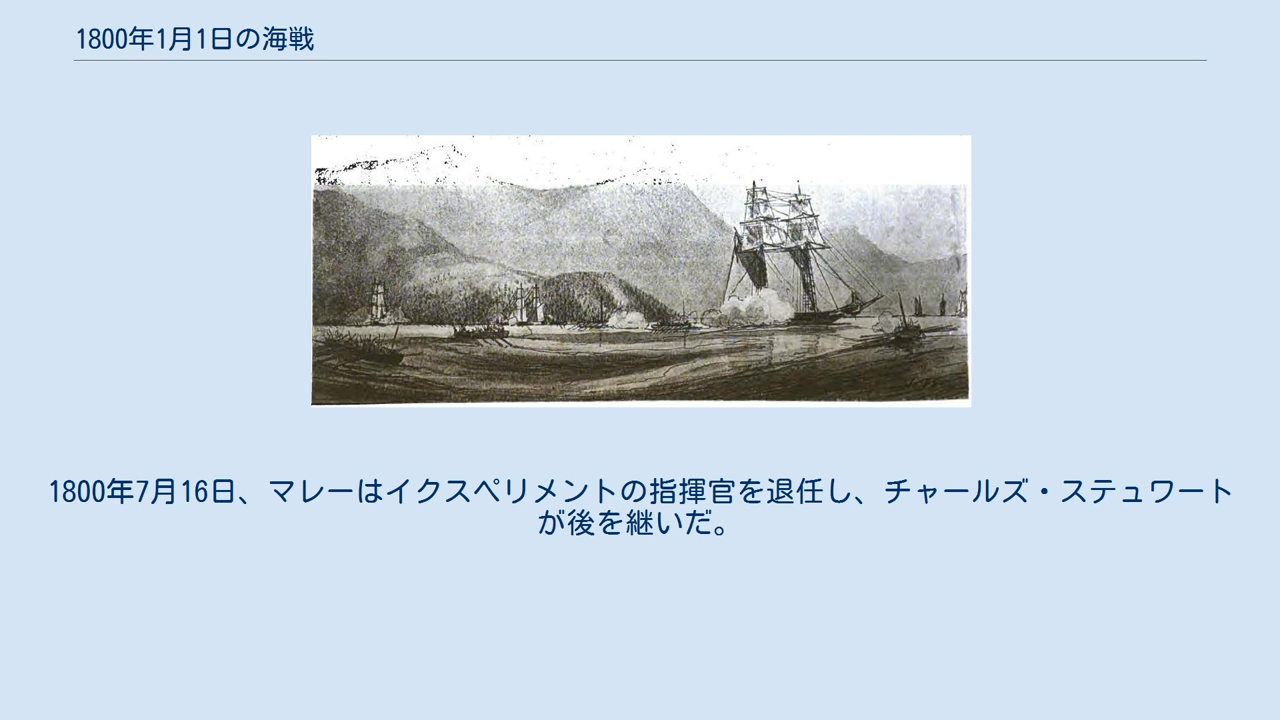 1800年1月1日の海戦
1800年7月16日、マレーはイクスペリメントの指揮官を退任し、チャールズ・ステュワート
が後を継いだ。